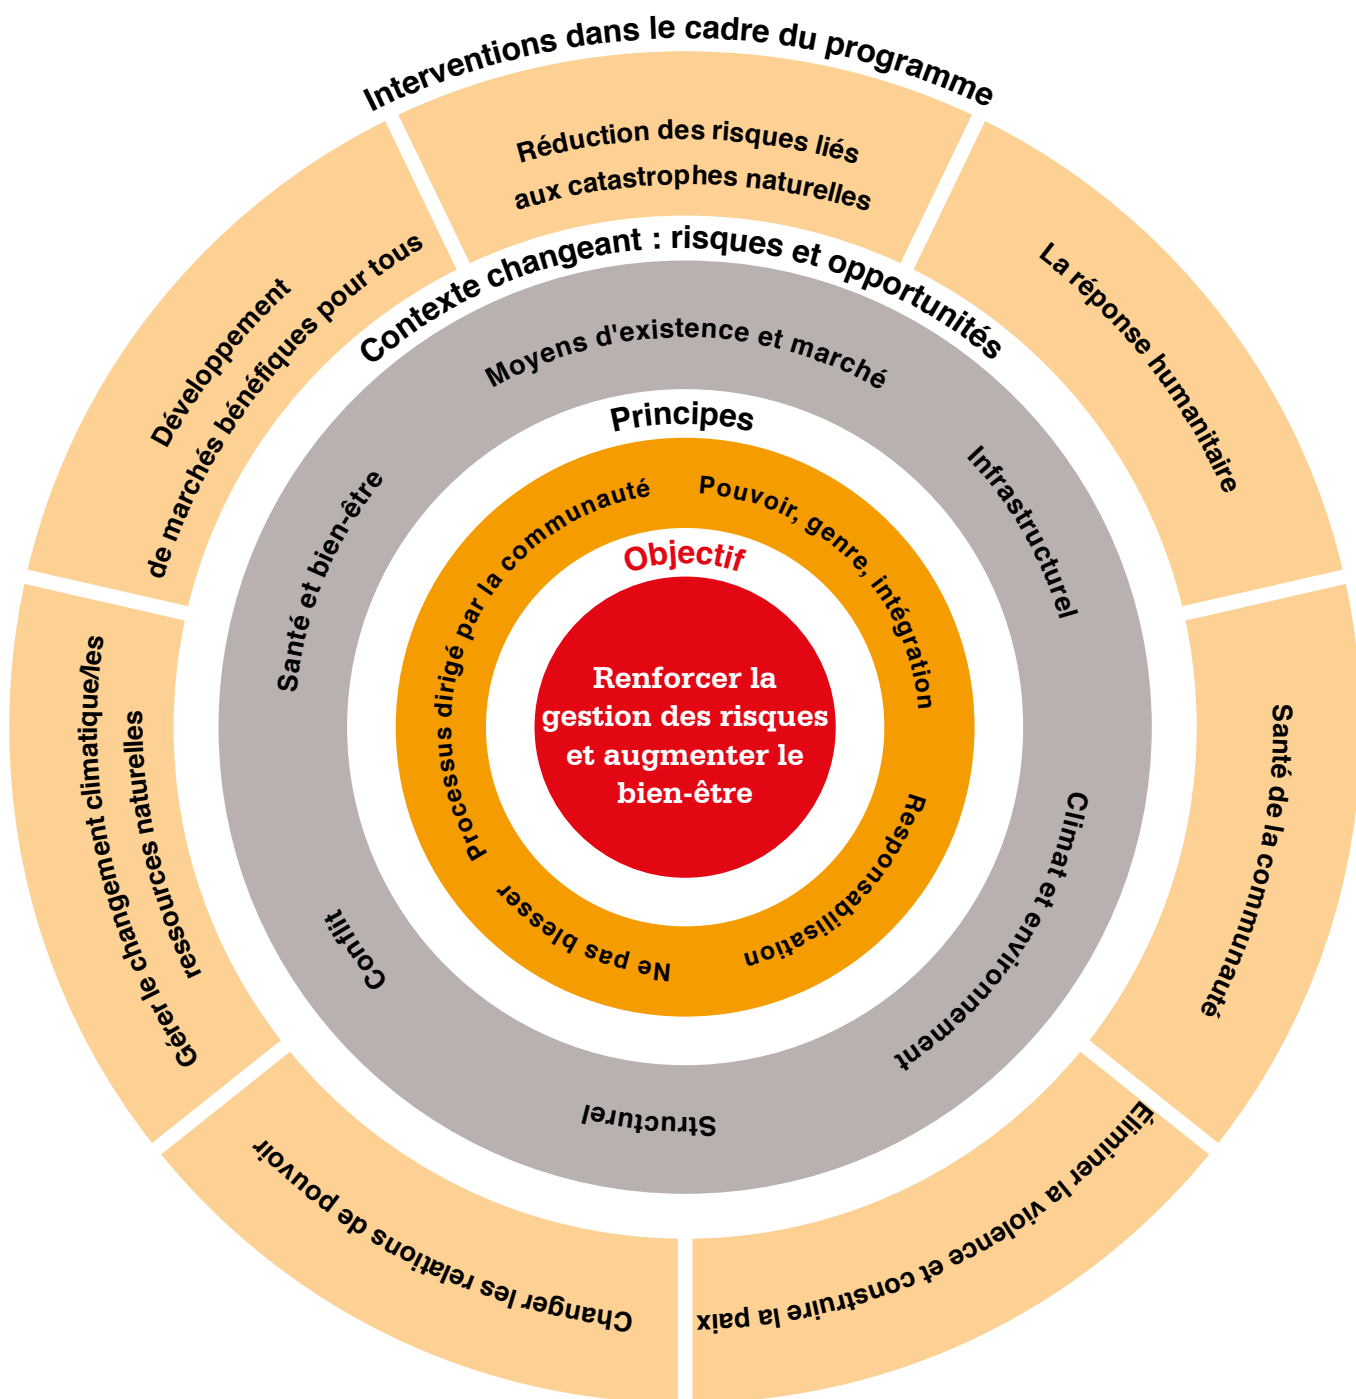 Interventions dans le cadre du programme
Réduction des risques liés
aux catastrophes naturelles
La réponse humanitaire
Santé de la communauté
Éliminer la violence et construire la paix
Changer les relations de pouvoir
Gérer le changement climatique/les
ressources naturelles
Développement
de marchés bénéfiques pour tous
Contexte changeant : risques et opportunités
Moyens d'existence et marché
Infrastructurel
Climat et environnement
Structurel
Conflit
Santé et bien-être
Principes
Pouvoir, genre, intégration
Responsabilisation
Ne pas blesser
Processus dirigé par la communauté
Objectif
Renforcer la
gestion des risques
et augmenter le
bien-être